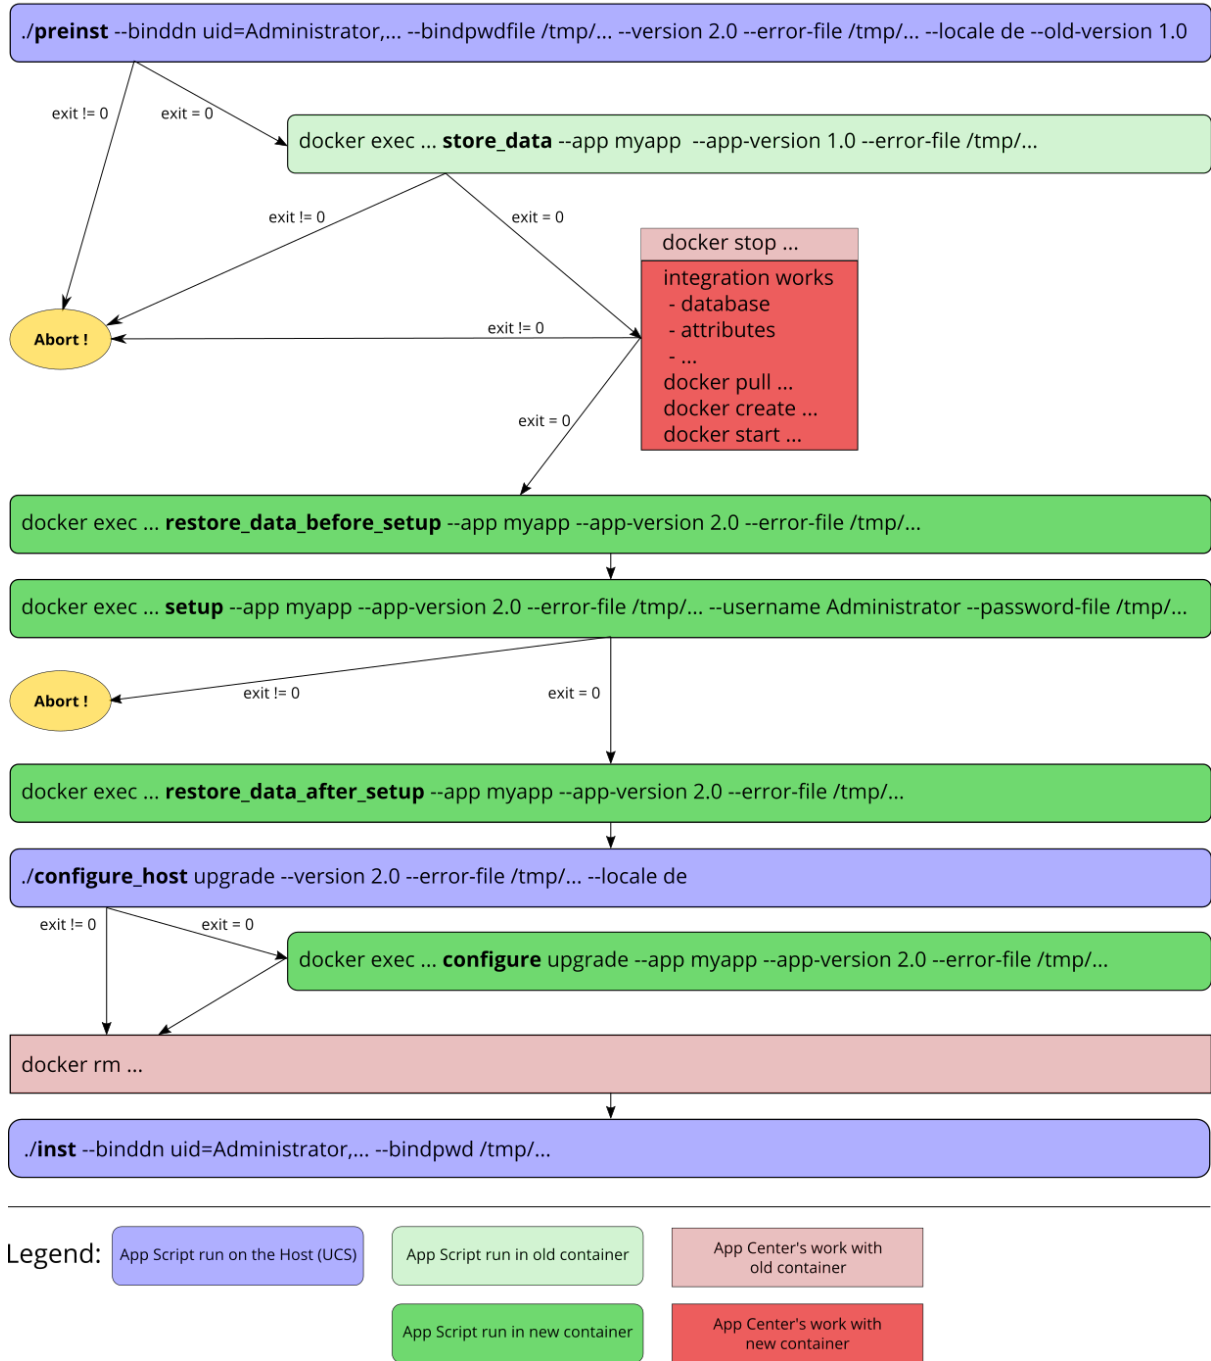 ./preinst --binddn uid=Administrator,... --bindpwdfile /tmp/... --version 2.0 --error-file /tmp/... --locale de --old-version 1.0
exit != 0
exit = 0
docker exec ... store_data --app myapp  --app-version 1.0 --error-file /tmp/...
exit != 0
exit = 0
docker stop ...
integration works
- database
- attributes
- ...
docker pull ...
docker create ...
docker start ...
Abort !
exit != 0
exit = 0
docker exec ... restore_data_before_setup --app myapp --app-version 2.0 --error-file /tmp/...
docker exec ... setup --app myapp --app-version 2.0 --error-file /tmp/... --username Administrator --password-file /tmp/...
Abort !
exit != 0
exit = 0
docker exec ... restore_data_after_setup --app myapp --app-version 2.0 --error-file /tmp/...
./configure_host upgrade --version 2.0 --error-file /tmp/... --locale de
exit != 0
exit = 0
docker exec ... configure upgrade --app myapp --app-version 2.0 --error-file /tmp/...
docker rm ...
./inst --binddn uid=Administrator,... --bindpwd /tmp/...
Legend:
App Script run on the Host (UCS)
App Script run in old container
App Center's work with
old container
App Script run in new container
App Center's work with
new container